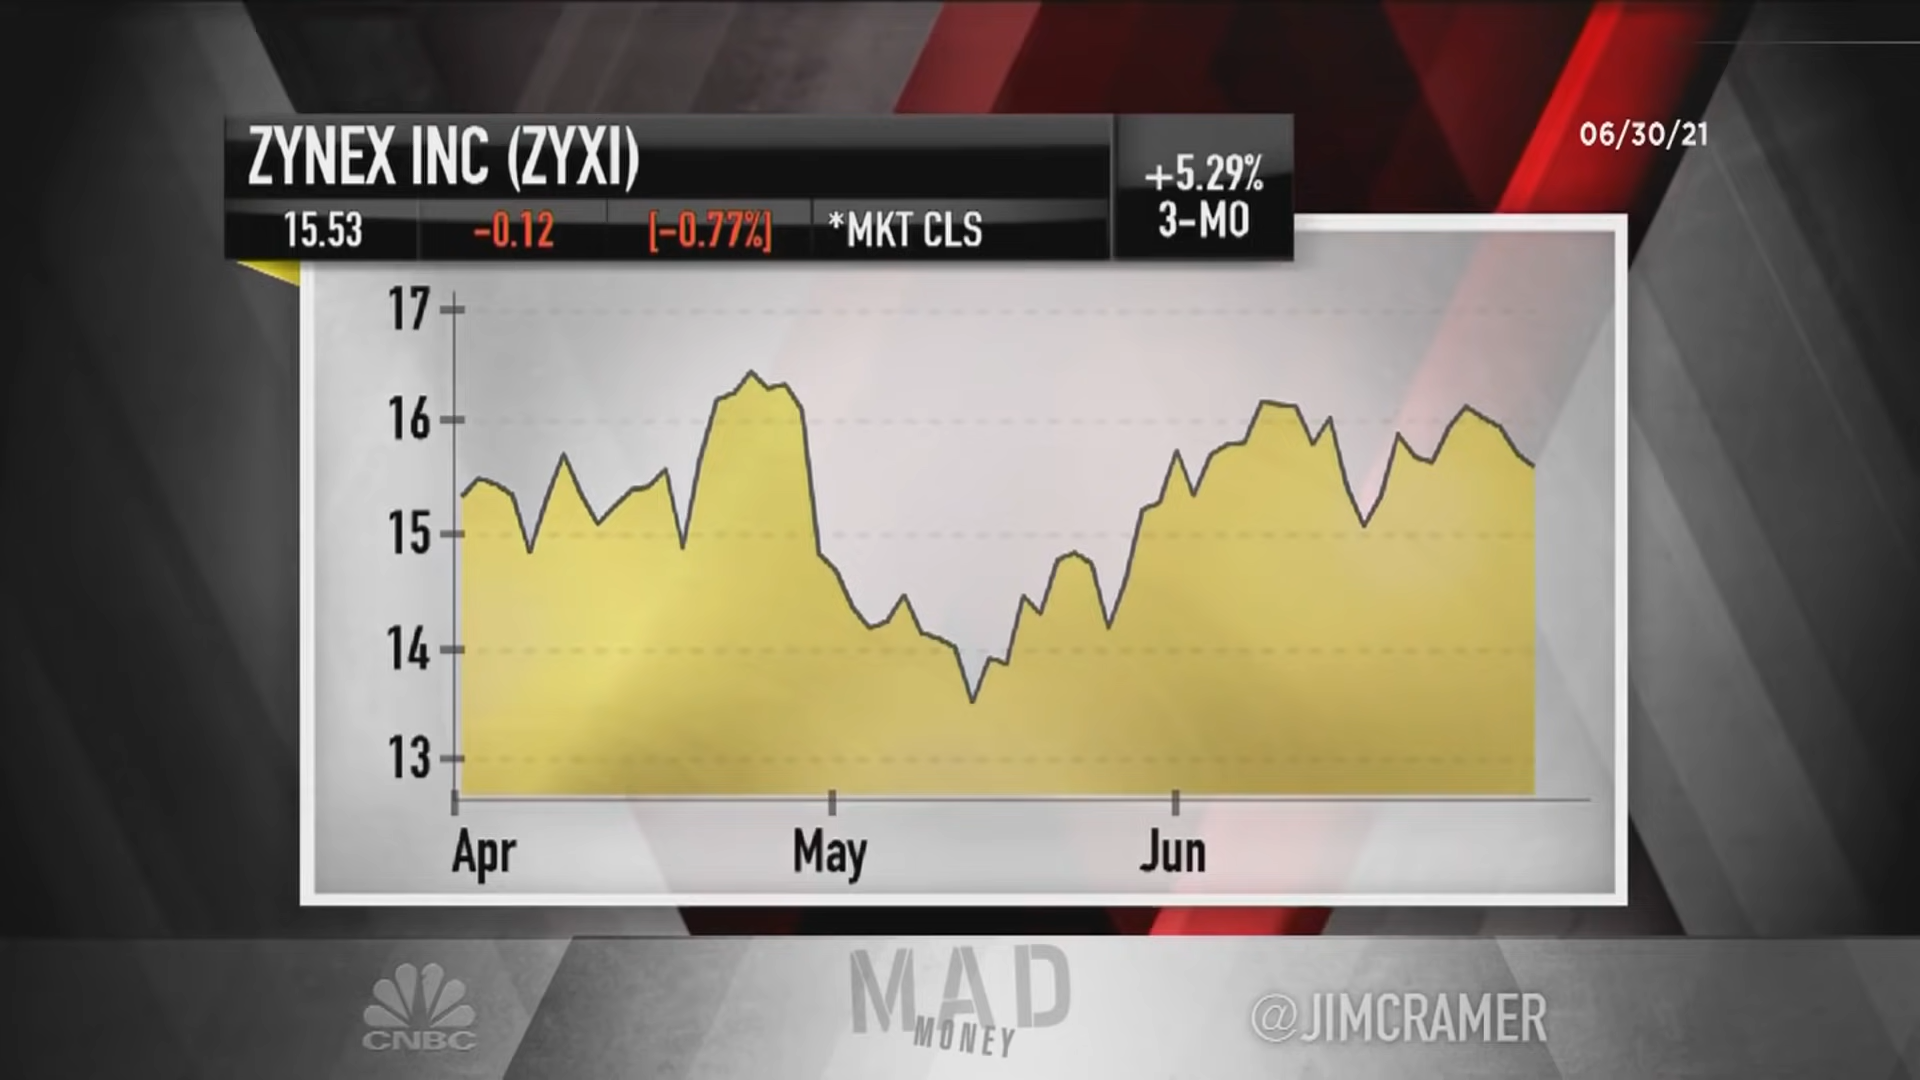 ZYNEX INC (ZYXI)
15.53 -0.12 [-0.77%] *MKT CLS
+5.29%
3-MO
06/30/21
17
16
15
14
13
Apr May Jun
CNBC
MAD
MONEY
@JIMCRAMER